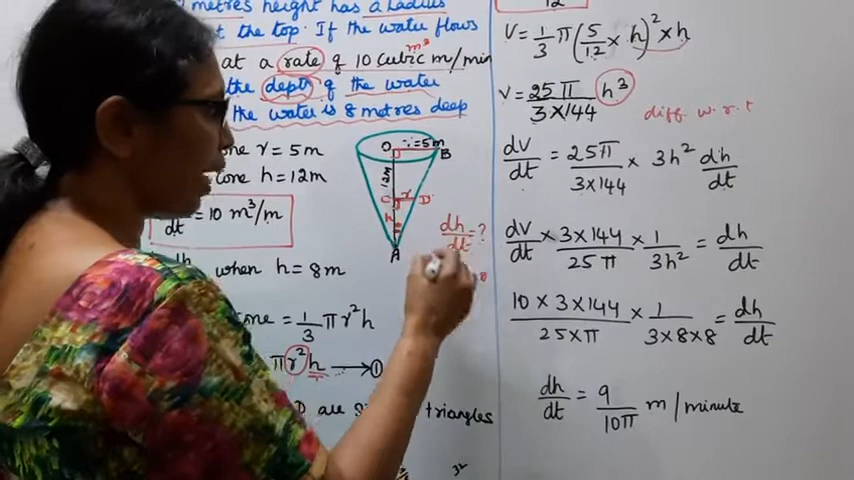 metres height has a radius
at the top. If the water flows
at a rate of 10 cubic m/min
m³
the depth of the water
the water is 8 metres deep
one r = 5m
cone h = 12m
dt = 10 m³/m
when h = 8m
= 1/3 πr²h
πr²h → ①
are
triangles
O r=5m B
12m
C r D
h
A
dh/dt = ?
12
V = 1/3 π (5/12 × h)² × h
V = 25π/3×144 h³
diff w.r.t
dV/dt = 25π/3×144 × 3h² dh/dt
dV/dt × 3×144/25π × 1/3h² = dh/dt
10×3×144/25×π × 1/3×8×8 = dh/dt
dh/dt = 9/10π m/minute